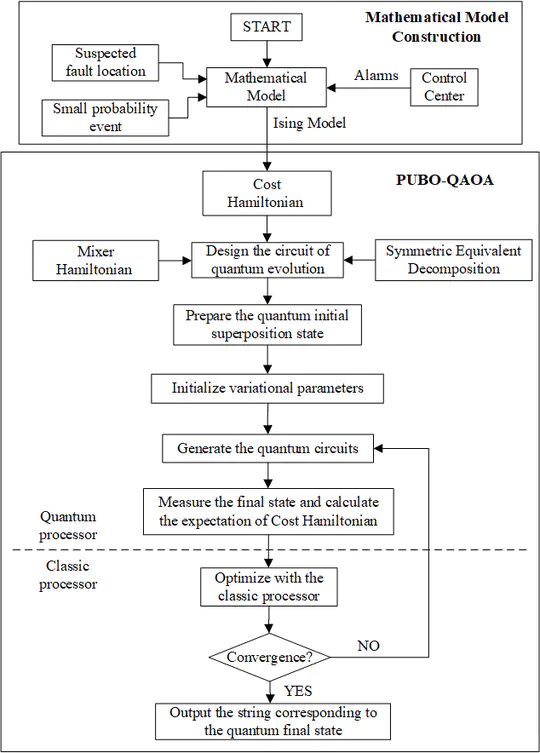 START
Mathematical Model
Construction
Suspected
fault location
Mathematical
Model
Alarms
Control
Center
Small probability
event
Ising Model
PUBO-QAOA
Cost
Hamiltonian
Mixer
Hamiltonian
Design the circuit of
quantum evolution
Symmetric Equivalent
Decomposition
Prepare the quantum initial
superposition state
Initialize variational parameters
Generate the quantum circuits
Measure the final state and calculate
the expectation of Cost Hamiltonian
Quantum
processor
Classic
processor
Optimize with the
classic processor
Convergence?
NO
YES
Output the string corresponding to
the quantum final state